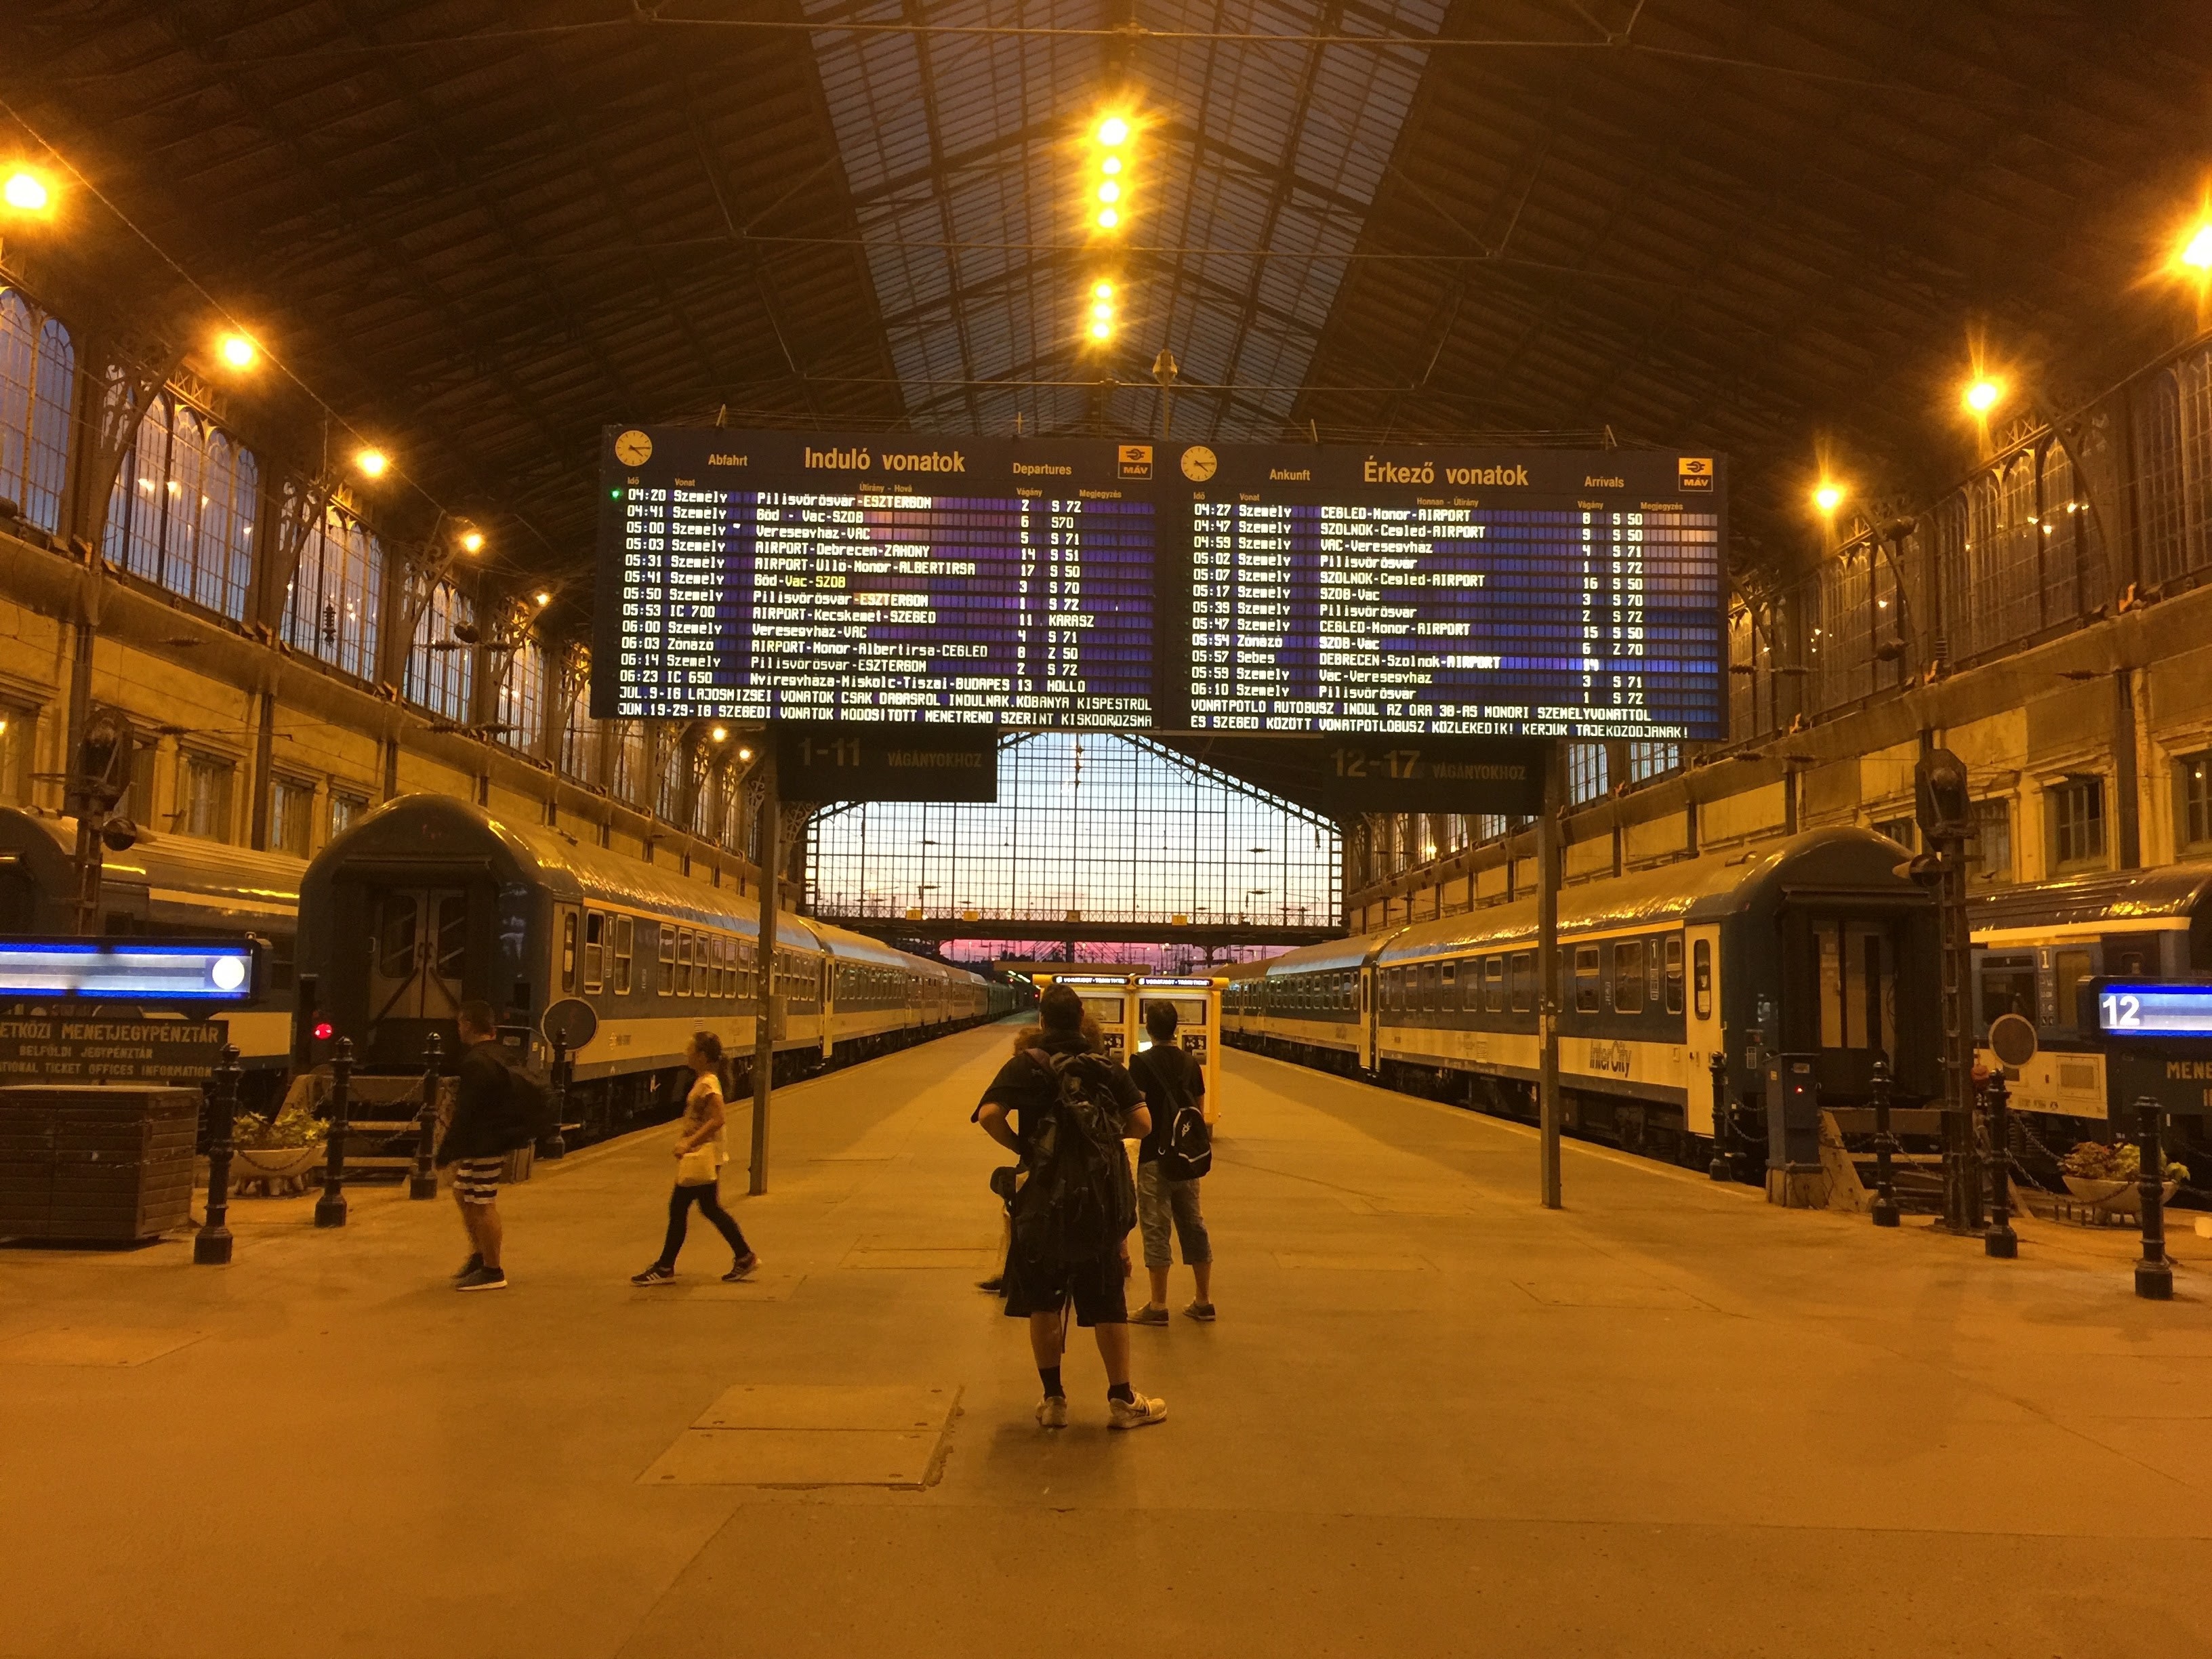 Abfahrt Induló vonatok Departures MÁV
Idő Vonat Útirány - Hová Vágány Megjegyzés
04:20 Személy Pilisvörösvár-ESZTERGOM 2 S 72
04:41 Személy Göd - Vác-SZOB 6 S70
05:00 Személy Veresegyház-VÁC 5 S 71
05:03 Személy AIRPORT-Debrecen-ZÁHONY 14 S 51
05:31 Személy AIRPORT-Üllő-Monor-ALBERTIRSA 17 S 50
05:41 Személy Göd-Vác-SZOB 3 S 70
05:50 Személy Pilisvörösvár-ESZTERGOM 1 S 72
05:53 IC 700 AIRPORT-Kecskemét-SZEGED 11 KÁRÁSZ
06:00 Személy Veresegyház-VÁC 4 S 71
06:03 Zónázó AIRPORT-Monor-Albertirsa-CEGLÉD 8 Z 50
06:14 Személy Pilisvörösvár-ESZTERGOM 2 S 72
06:23 IC 650 Nyíregyháza-Miskolc-Tiszai-BUDAPES 13 HOLLÓ
JÚL.9-16 LAJOSMIZSEI VONATOK CSAK DABASRÓL INDULNAK.KŐBÁNYA KISPESTRŐL
JÚN.19-29-IG SZEGEDI VONATOK MÓDOSÍTOTT MENETREND SZERINT KISKŐRÖZSMA
Ankunft Érkező vonatok Arrivals MÁV
Idő Vonat Honnan - Útirány Vágány Megjegyzés
04:27 Személy CEGLÉD-Monor-AIRPORT 8 S 50
04:47 Személy SZOLNOK-Cegléd-AIRPORT 9 S 50
04:59 Személy VÁC-Veresegyház 4 S 71
05:02 Személy Pilisvörösvár 1 S 72
05:07 Személy SZOLNOK-Cegléd-AIRPORT 16 S 50
05:17 Személy SZOB-Vác 3 S 70
05:39 Személy Pilisvörösvár 2 S 72
05:47 Személy CEGLÉD-Monor-AIRPORT 15 S 50
05:54 Zónázó SZOB-Vác 6 Z 70
05:57 Sebes DEBRECEN-Szolnok-AIRPORT 14
05:59 Személy Vác-Veresegyház 3 S 71
06:10 Személy Pilisvörösvár 1 S 72
VONATPÓTLÓ AUTÓBUSZ INDUL AZ ÓRA 38-AS MONORI SZEMÉLYVONATTÓL
ÉS SZEGED KÖZÖTT VONATPÓTLÓBUSZ KÖZLEKEDIK! KÉRJÜK TÁJÉKOZÓDJANAK!
1-11 VÁGÁNYOKHOZ
12-17 VÁGÁNYOKHOZ
ETKÖZI MENETJEGYPÉNZTÁR
BELFÖLDI JEGYPÉNZTÁR
TIONAL TICKET OFFICES INFORMATION
InterCity
1
1
12
MENE